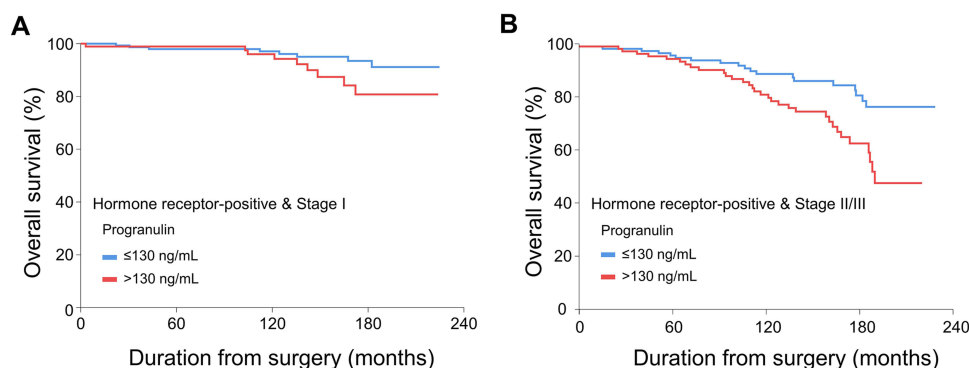 A
Overall survival (%)
100
80
60
40
20
0
Hormone receptor-positive & Stage I
Progranulin
≤130 ng/mL
>130 ng/mL
0 60 120 180 240
Duration from surgery (months)
B
Overall survival (%)
100
80
60
40
20
0
Hormone receptor-positive & Stage II/III
Progranulin
≤130 ng/mL
>130 ng/mL
0 60 120 180 240
Duration from surgery (months)